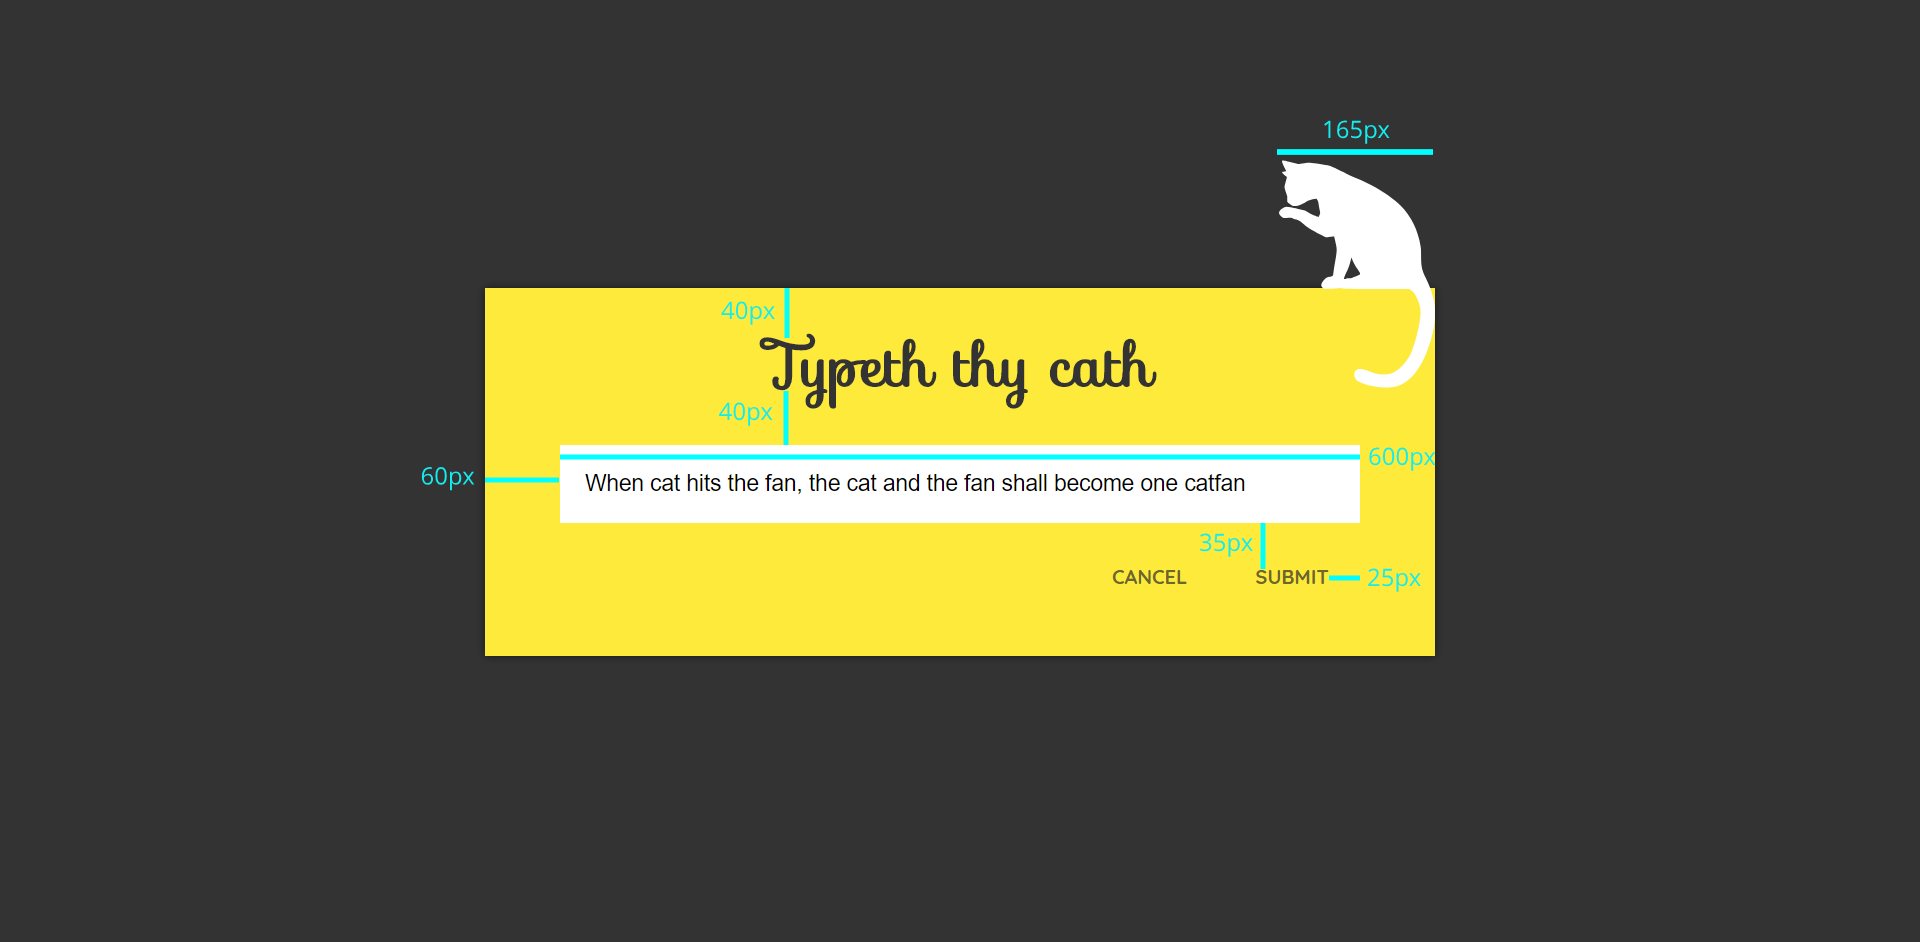 165px
40px
Typeth thy cath
40px
600px
60px
When cat hits the fan, the cat and the fan shall become one catfan
35px
CANCEL SUBMIT 25px